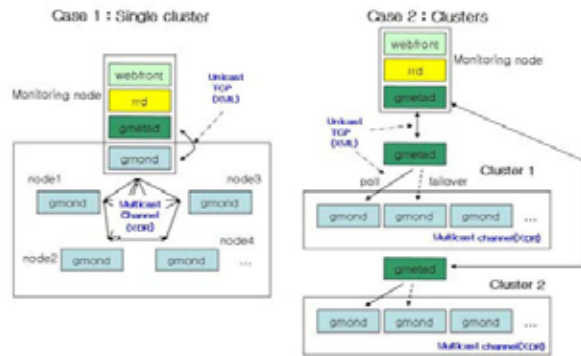 Case 1 : Single cluster
webfront
rrd
gmetad
gmond
Monitoring node
Unicast
TCP
(XML)
node1
node3
gmond
gmond
Multicast
Channel
(XDR)
node2
node4
gmond
gmond
...
Case 2 : Clusters
webfront
rrd
gmetad
Monitoring node
Unicast
TCP
(XML)
gmetad
Cluster 1
poll
failover
gmond
gmond
gmond
...
Multicast channel(XDR)
gmetad
Cluster 2
gmond
gmond
gmond
...
Multicast channel(XDR)